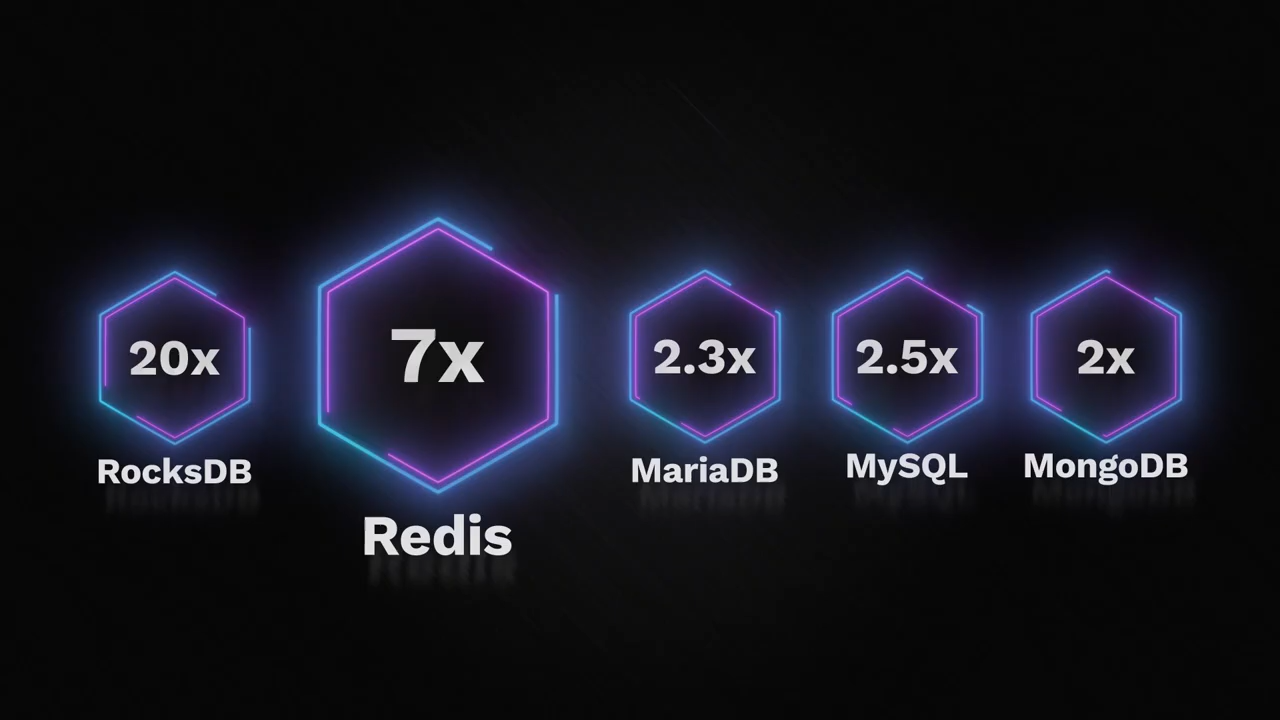 20x
RocksDB
7x
Redis
2.3x
MariaDB
2.5x
MySQL
2x
MongoDB